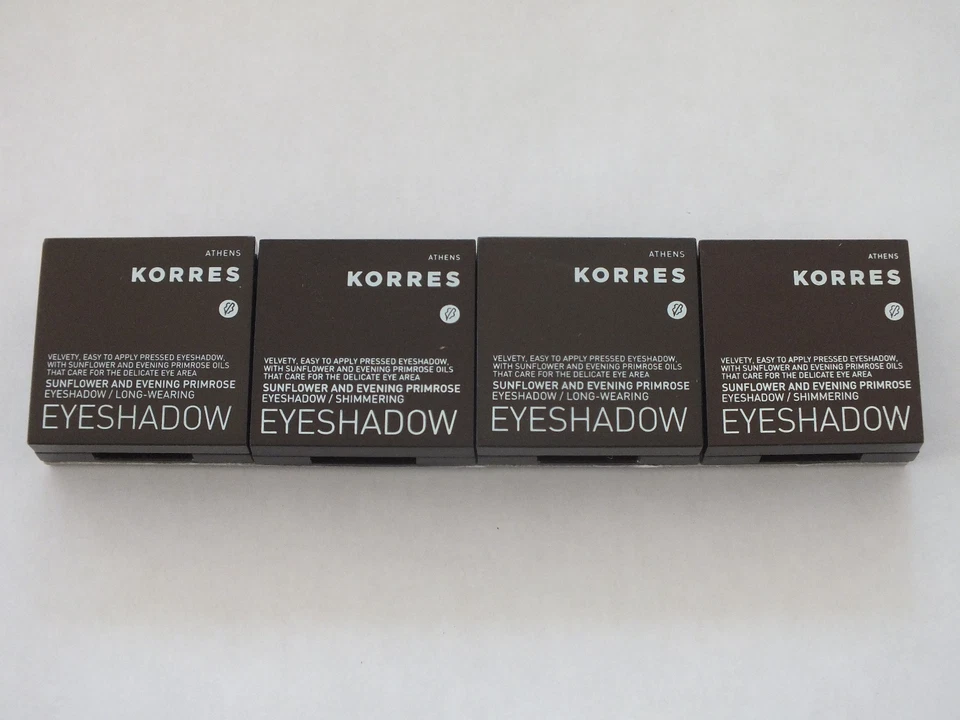 ATHENS
KORRES
VELVETY, EASY TO APPLY PRESSED EYESHADOW,
WITH SUNFLOWER AND EVENING PRIMROSE OILS
THAT CARE FOR THE DELICATE EYE AREA
SUNFLOWER AND EVENING PRIMROSE
EYESHADOW / LONG-WEARING
EYESHADOW
ATHENS
KORRES
VELVETY, EASY TO APPLY PRESSED EYESHADOW,
WITH SUNFLOWER AND EVENING PRIMROSE OILS
THAT CARE FOR THE DELICATE EYE AREA
SUNFLOWER AND EVENING PRIMROSE
EYESHADOW / SHIMMERING
EYESHADOW
ATHENS
KORRES
VELVETY, EASY TO APPLY PRESSED EYESHADOW,
WITH SUNFLOWER AND EVENING PRIMROSE OILS
THAT CARE FOR THE DELICATE EYE AREA
SUNFLOWER AND EVENING PRIMROSE
EYESHADOW / LONG-WEARING
EYESHADOW
ATHENS
KORRES
VELVETY, EASY TO APPLY PRESSED EYESHADOW,
WITH SUNFLOWER AND EVENING PRIMROSE OILS
THAT CARE FOR THE DELICATE EYE AREA
SUNFLOWER AND EVENING PRIMROSE
EYESHADOW / SHIMMERING
EYESHADOW